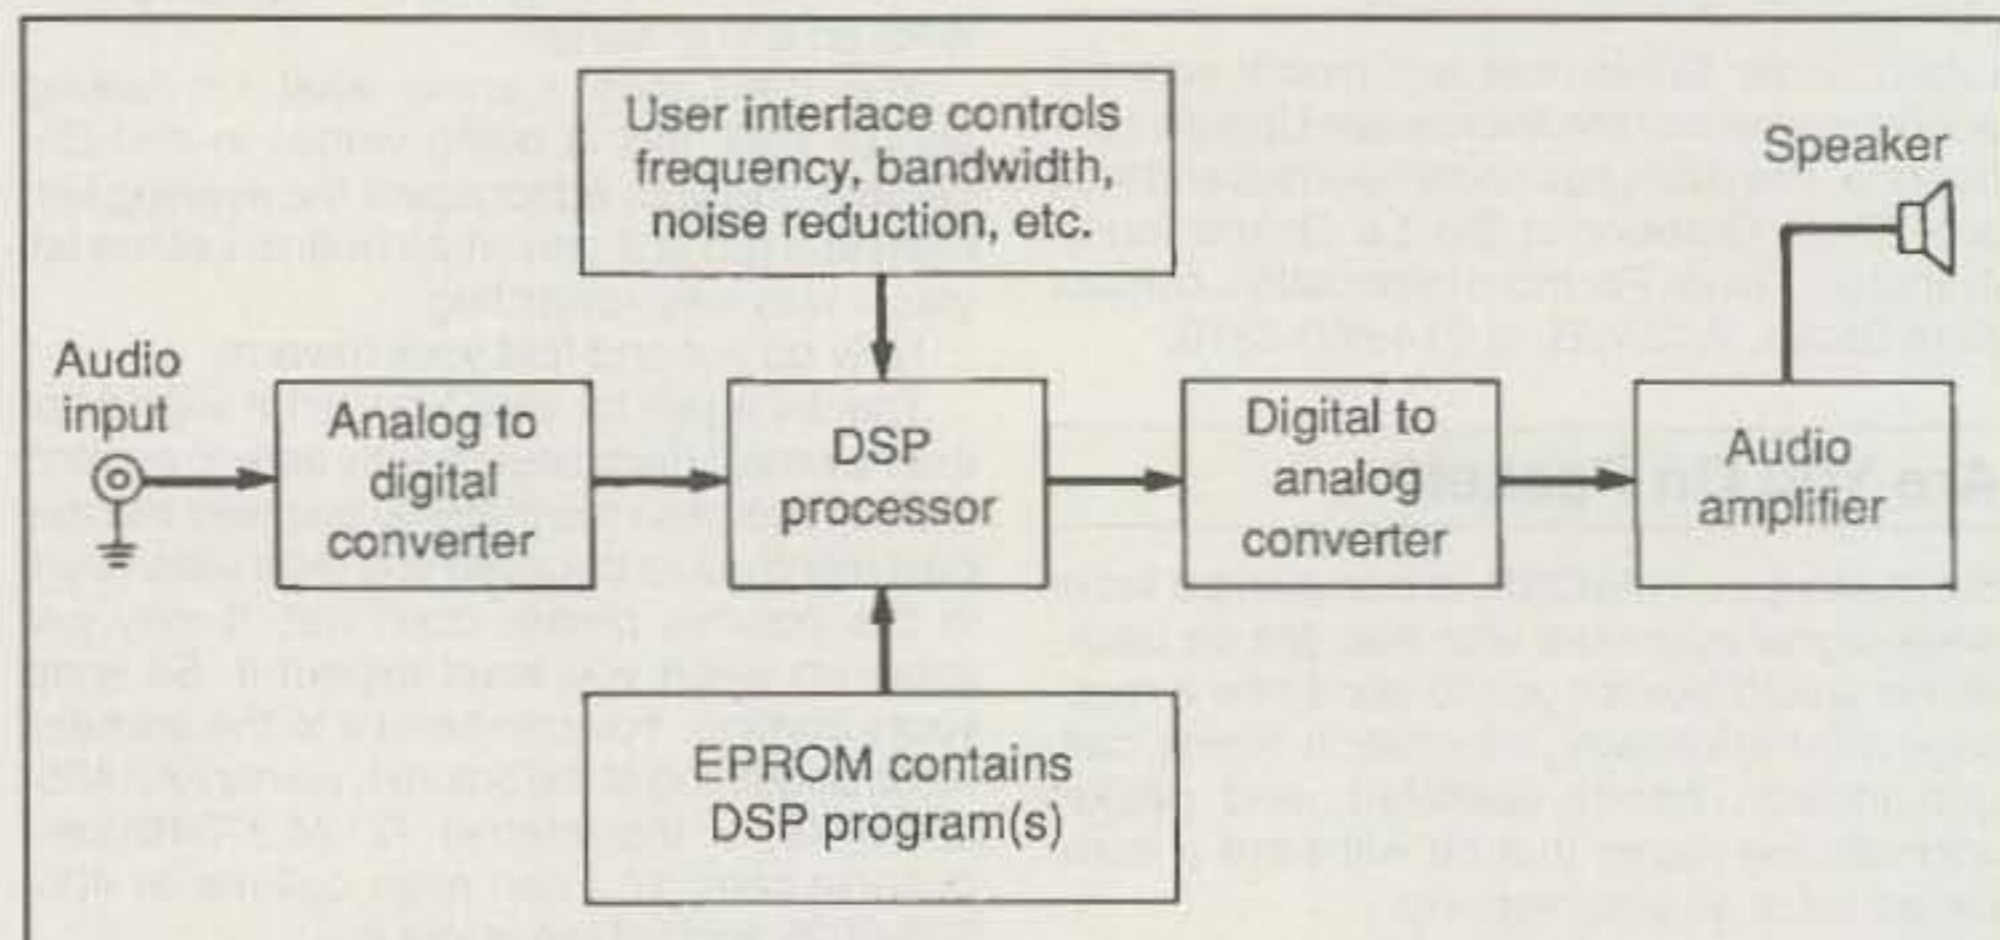 User interface controls
frequency, bandwidth,
noise reduction, etc.
Speaker
Audio
input
Analog to
digital
converter
DSP
processor
Digital to
analog
converter
Audio
amplifier
EPROM contains
DSP program(s)